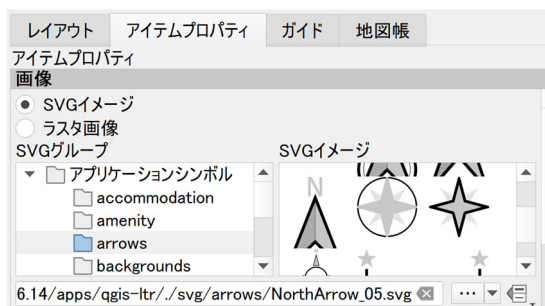 レイアウト アイテムプロパティ ガイド 地図帳
アイテムプロパティ
画像
SVGイメージ
ラスタ画像
SVGグループ SVGイメージ
アプリケーションシンボル
accommodation
amenity
arrows
backgrounds
N
6.14/apps/qgis-ltr/./svg/arrows/NorthArrow_05.svg ...